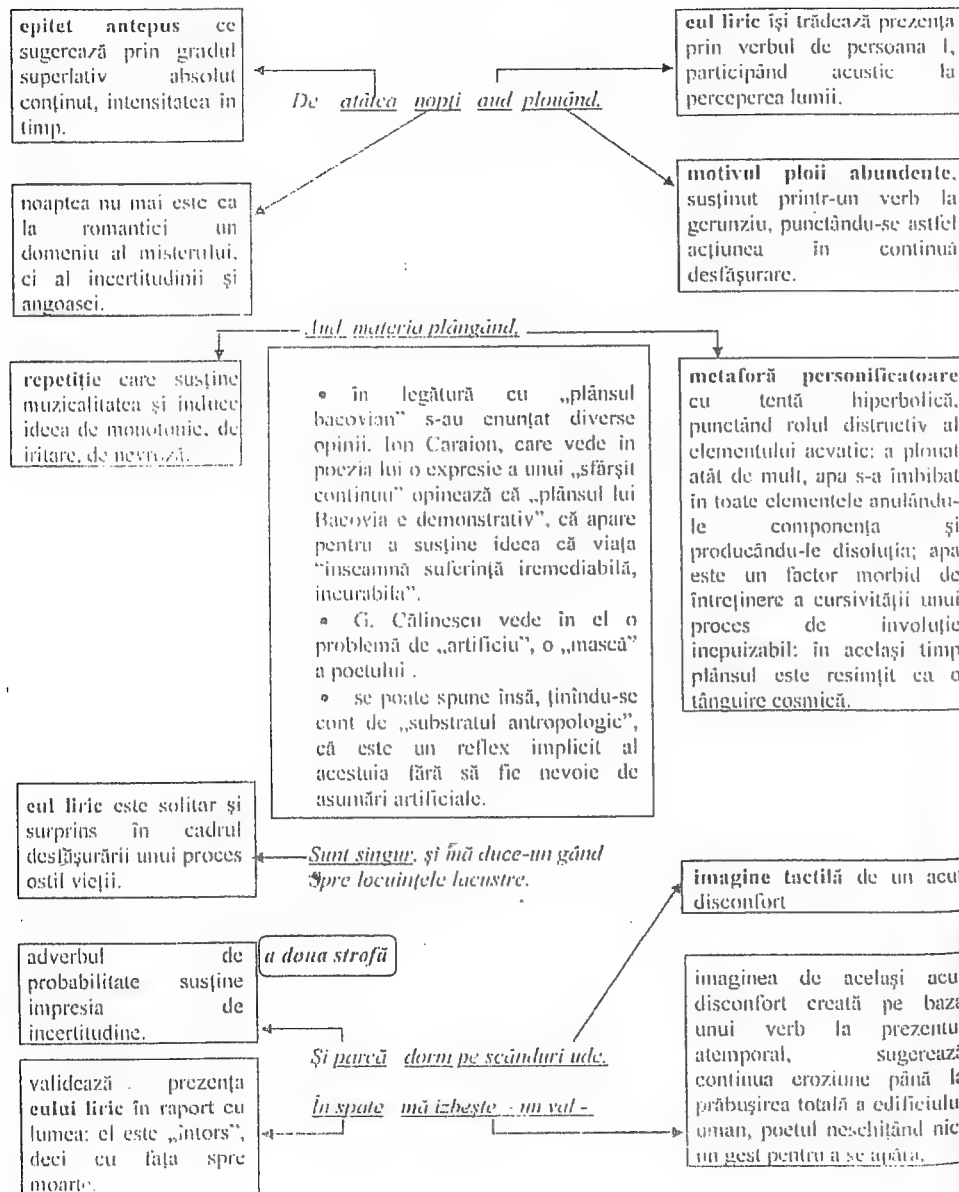 epitet antepus ce
sugerează prin gradul
superlativ absolut
conținut, intensitatea în
timp.
eul liric își trădează prezența
prin verbul de persoana I,
participând acustic la
perceperea lumii.
De atâtea nopți aud plouând,
noaptea nu mai este ca
la romantici un
domeniu al misterului,
ci al incertitudinii și
angoasei.
motivul ploii abundente,
susținut printr-un verb la
gerunziu, punctându-se astfel
acțiunea în continuă
desfășurare.
Aud materia plângând,
repetiție care susține
muzicalitatea și induce
ideea de monotonie, de
iritare, de nevroză.
• în legătură cu „plânsul
bacovian” s-au enunțat diverse
opinii. Ion Caraion, care vede în
poezia lui o expresie a unui „sfârșit
continuu” opinează că „plânsul lui
Bacovia e demonstrativ”, că apare
pentru a susține ideea că viața
“înseamnă suferință iremediabilă,
incurabila”.
• G. Călinescu vede în el o
problemă de „artificiu”, o „mască”
a poetului .
• se poate spune însă, ținîndu-se
cont de „substratul antropologic”,
că este un reflex implicit al
acestuia fără să fie nevoie de
asumări artificiale.
metaforă personificatoare
cu tentă hiperbolică,
punctând rolul distructiv al
elementului acvatic: a plouat
atât de mult, apa s-a îmbibat
în toate elementele anulându-
le componența și
producându-le disoluția; apa
este un factor morbid de
întreținere a cursivității unui
proces de involuție
inepuizabil: în același timp
plânsul este resimțit ca o
tânguire cosmică.
eul liric este solitar și
surprins în cadrul
desfășurării unui proces
ostil vieții.
Sunt singur, și mă duce-un gând
Spre locuințele lacustre.
imagine tactilă de un acut
disconfort
a doua strofă
adverbul de
probabilitate susține
impresia de
incertitudine.
Și parcă dorm pe scânduri ude.
În spate mă izbește - un val -
validează prezența
eului liric în raport cu
lumea: el este „întors”,
deci cu fața spre
moarte.
imaginea de același acu
disconfort creată pe baza
unui verb la prezentu
atemporal, sugerează
continua eroziune până la
prăbușirea totală a edificiulu
uman, poetul neschițând nic
un gest pentru a se apăra.